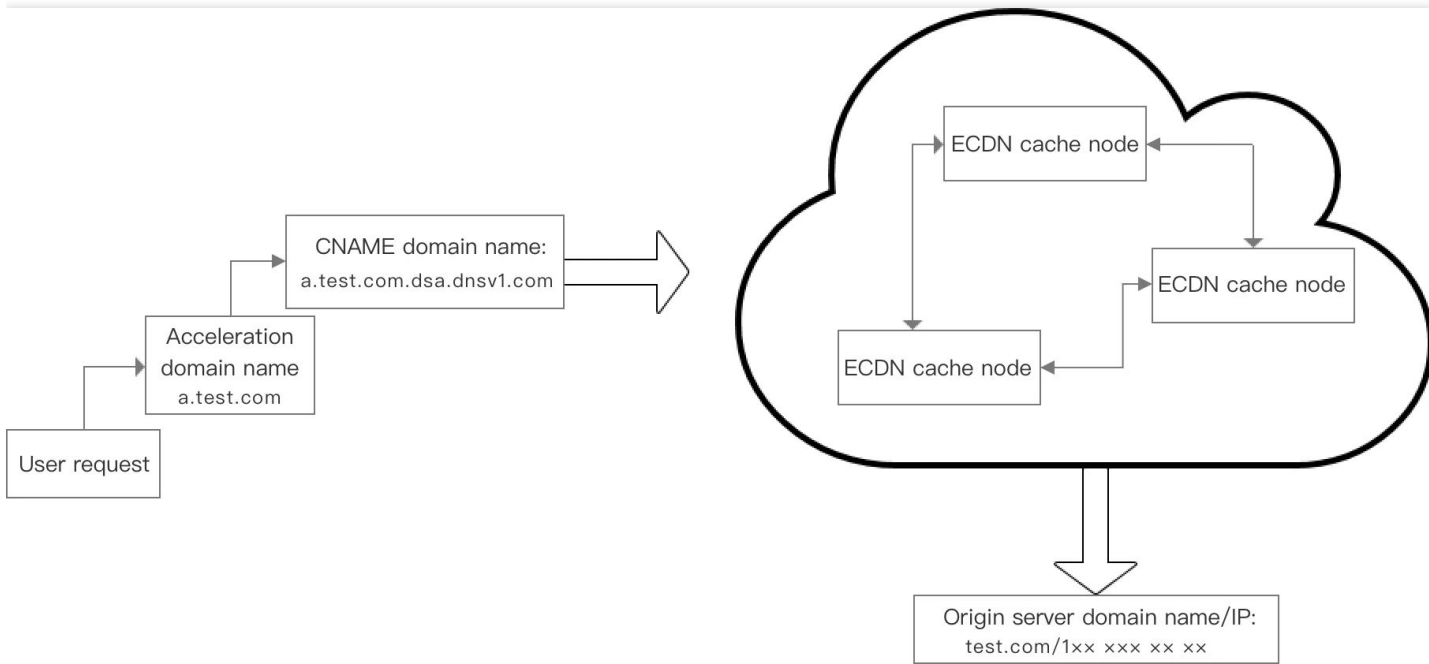 User request
Acceleration
domain name
a.test.com
CNAME domain name:
a.test.com.dsa.dnsv1.com
ECDN cache node
ECDN cache node
ECDN cache node
Origin server domain name/IP:
test.com/1×× ××× ×× ××